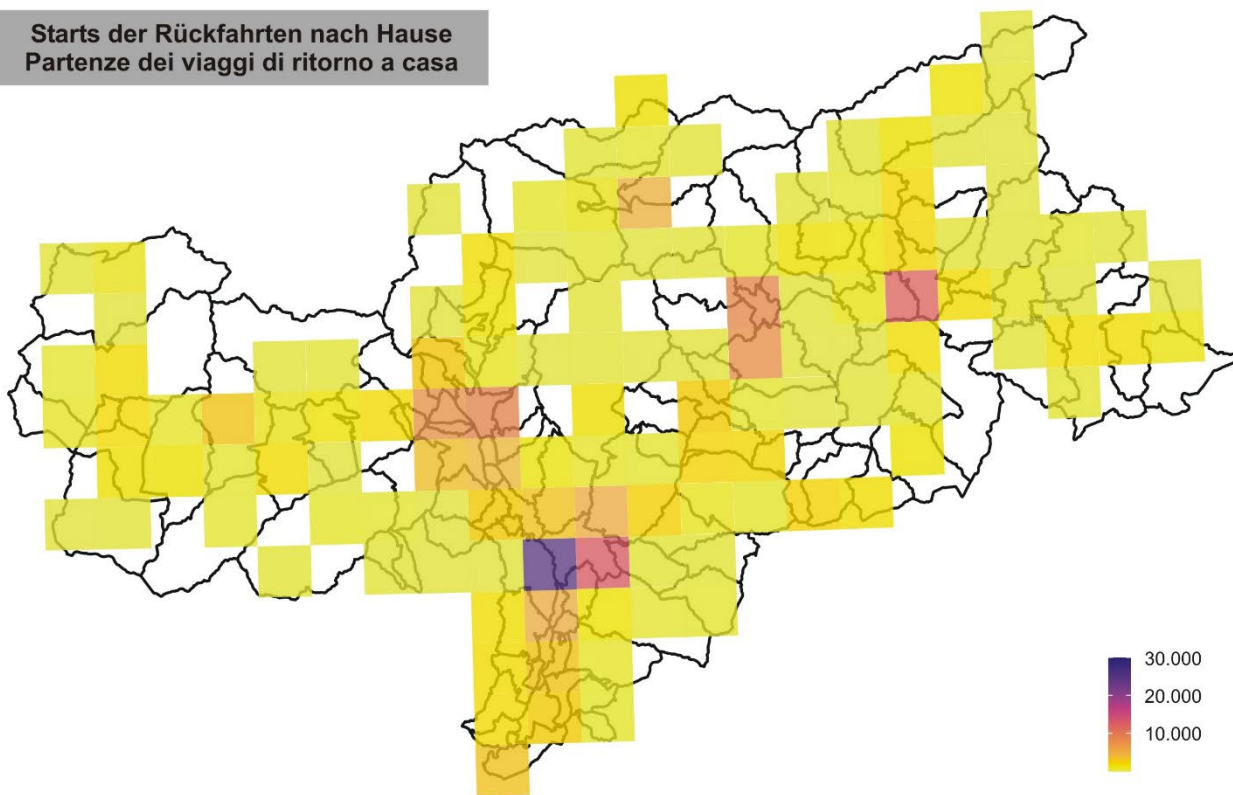 Starts der Rückfahrten nach Hause
Partenze dei viaggi di ritorno a casa
30.000
20.000
10.000